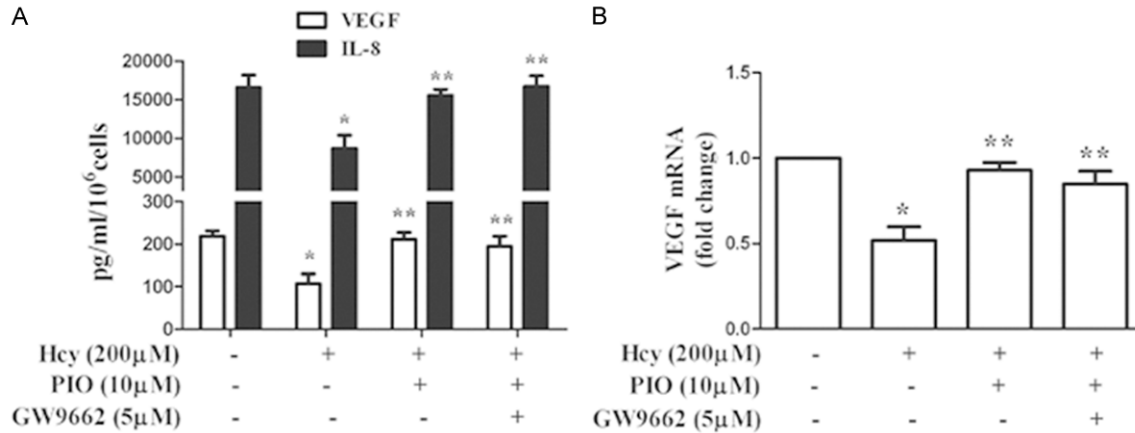 A
VEGF
IL-8
20000
15000
10000
5000
300
200
100
0
pg/ml/10⁶cells
* ** **
* ** **
Hcy (200μM) - + + +
PIO (10μM) - - + +
GW9662 (5μM) - - - +
B
1.5
1.0
0.5
0.0
VEGF mRNA
(fold change)
* ** **
Hcy (200μM) - + + +
PIO (10μM) - - + +
GW9662 (5μM) - - - +